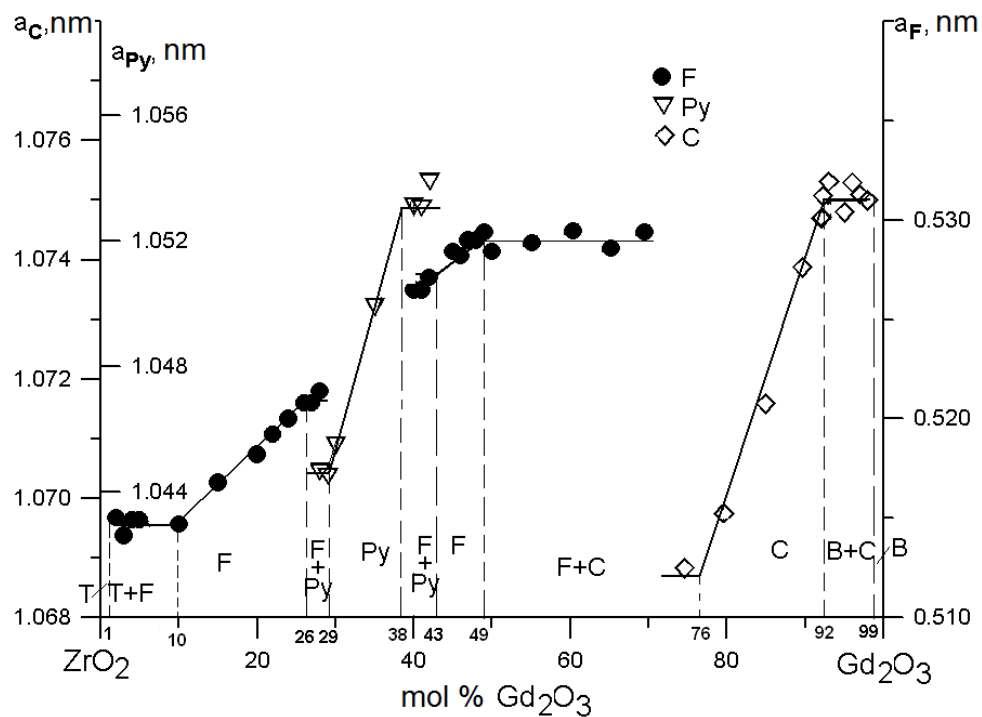 a_C, nm
a_F, nm
a_Py, nm
F
Py
C
1.056
1.076
1.052
0.530
1.074
1.048
1.072
0.520
1.044
1.070
T
T+F
F
F
+
Py
Py
F
+
Py
F
F+C
C
B+C
B
1.068
0.510
1
10
26
29
38
43
49
76
92
99
ZrO₂
20
40
60
80
Gd₂O₃
mol % Gd₂O₃